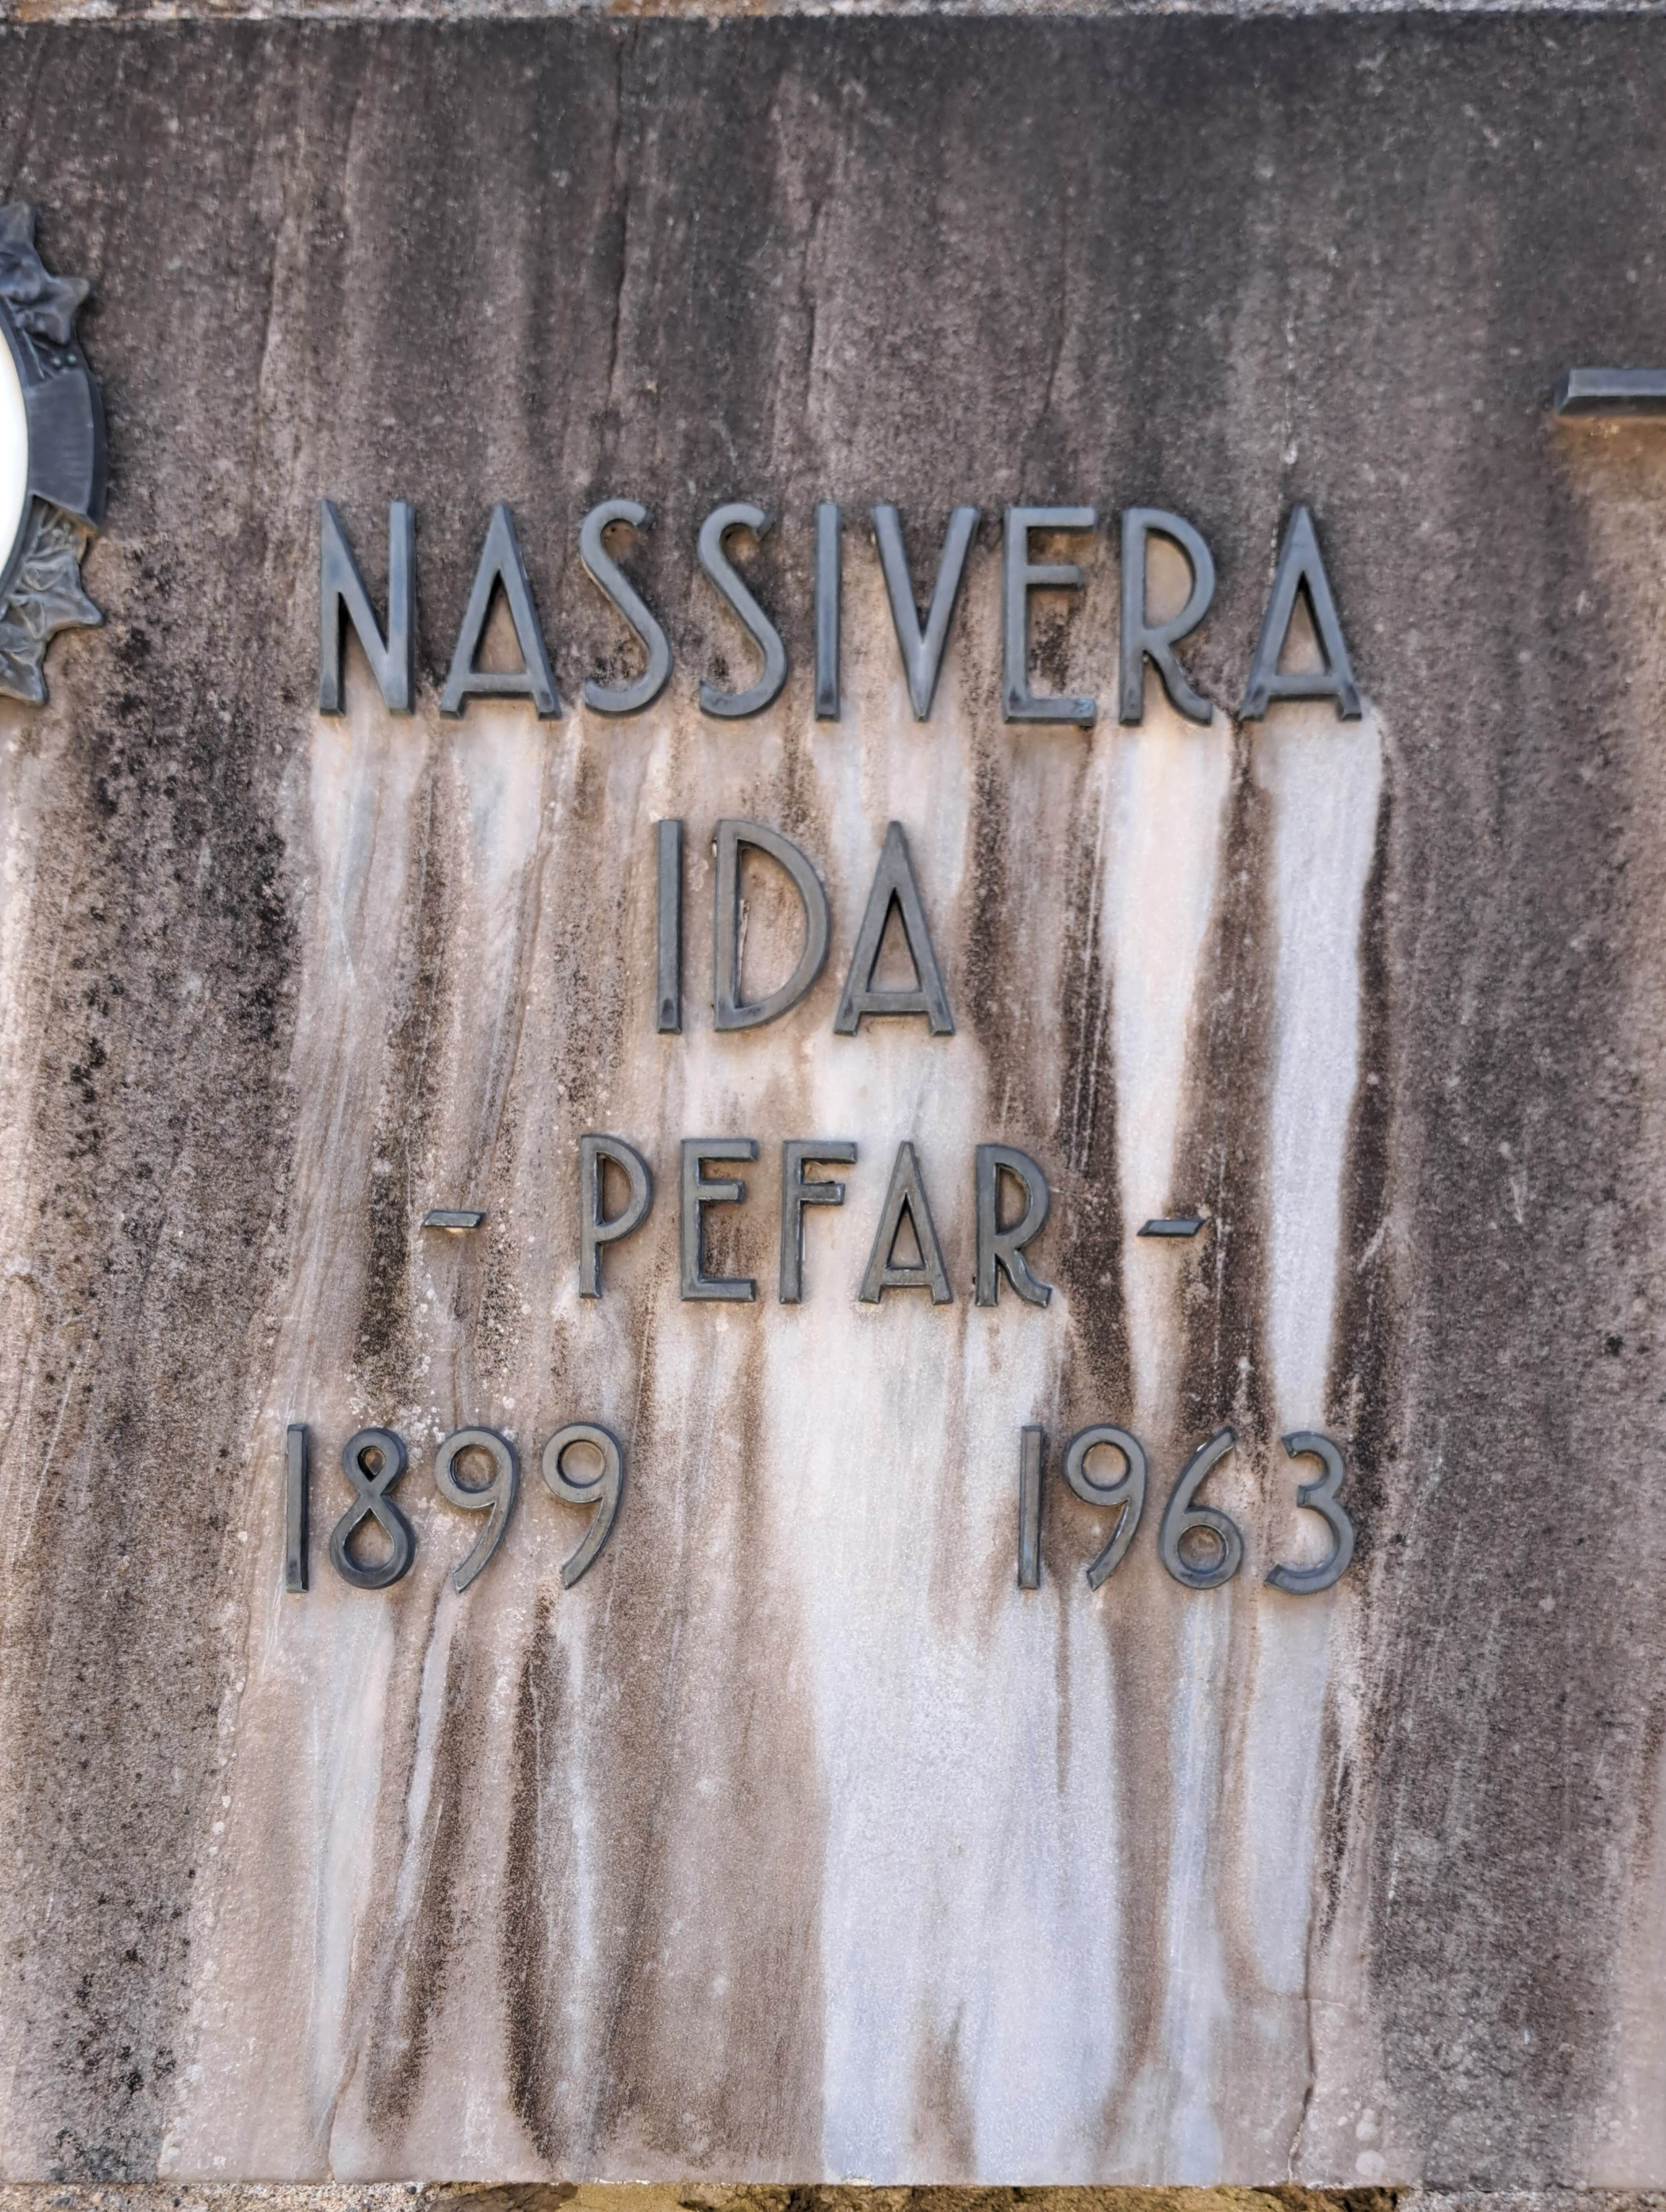 NASSIVERA
IDA
- PEFAR -
1899 1963